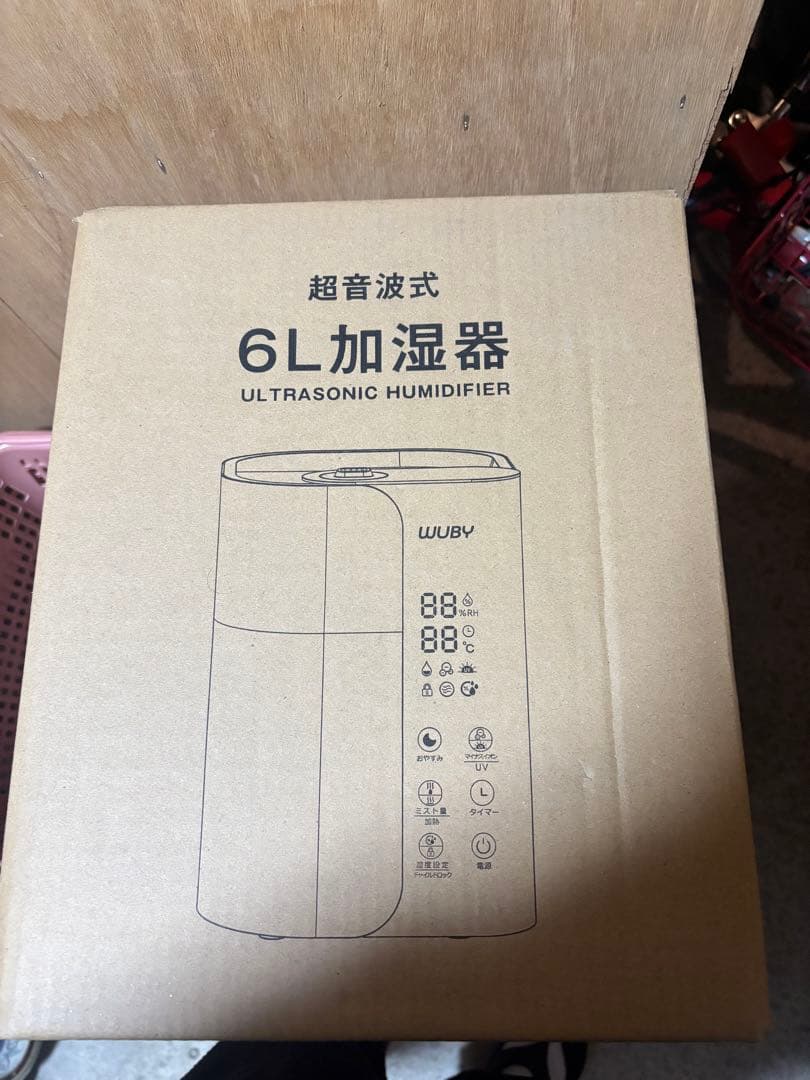 超音波式
6L加湿器
ULTRASONIC HUMIDIFIER
WUBY
88 %RH
88 ℃
おやすみ
マイナスイオン
UV
ミスト量
加熱
タイマー
湿度設定
チャイルドロック
電源